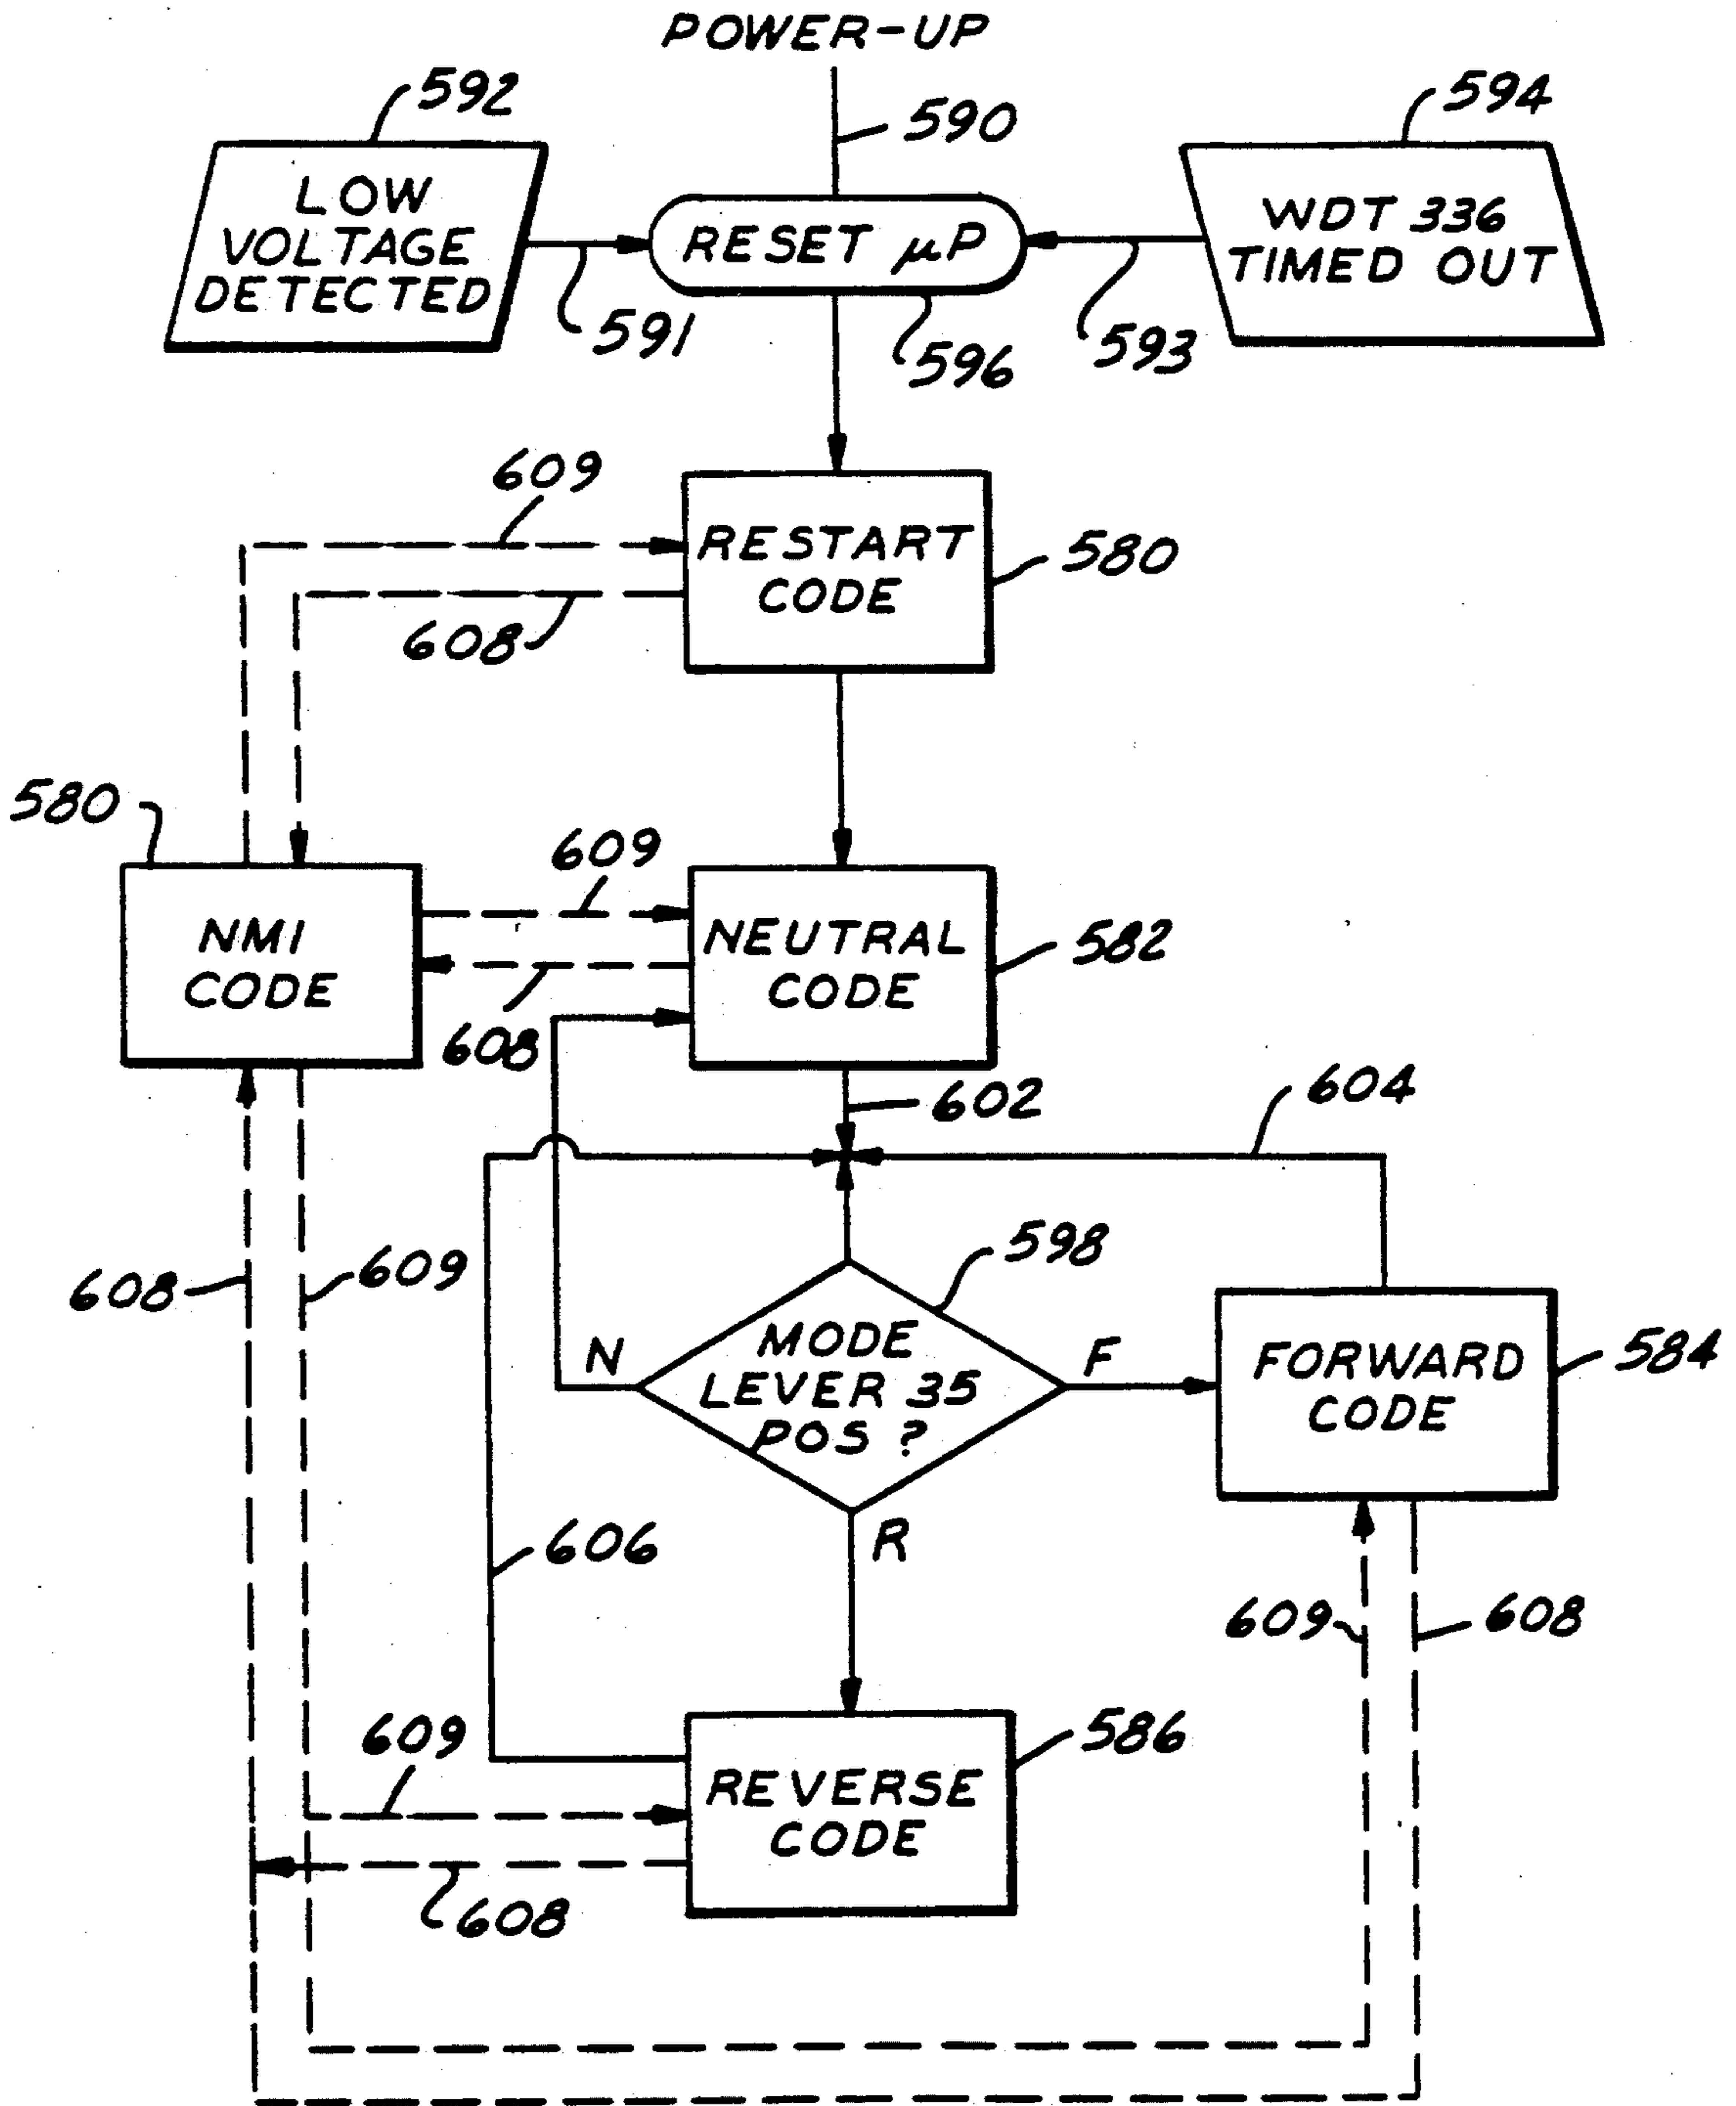 POWER-UP
592
590
594
LOW
VOLTAGE
DETECTED
RESET μP
WDT 336
TIMED OUT
591
596
593
609
RESTART
CODE
580
608
580
609
NMI
CODE
NEUTRAL
CODE
582
608
602
604
608
609
598
N
MODE
LEVER 35
POS ?
F
FORWARD
CODE
584
606
R
609
608
609
586
REVERSE
CODE
608